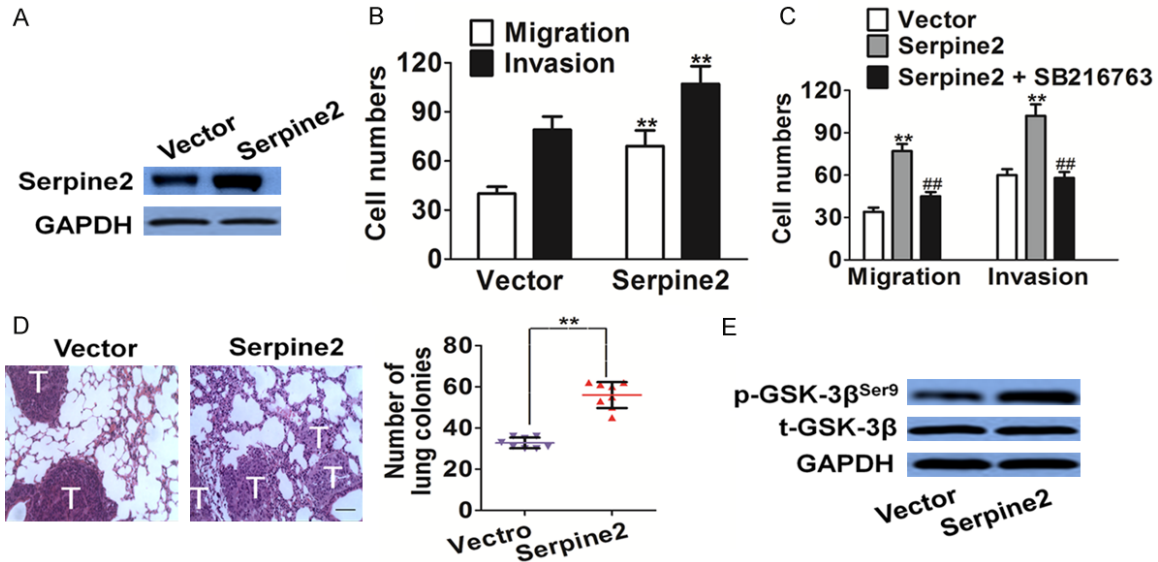 A
Vector
Serpine2
Serpine2
GAPDH
B
Migration
Invasion
Cell numbers
120
90
60
30
0
**
**
Vector
Serpine2
C
Vector
Serpine2
Serpine2 + SB216763
Cell numbers
120
90
60
30
0
**
##
**
##
Migration
Invasion
D
Vector
Serpine2
T
T
T
T
T
T
Number of
lung colonies
80
60
40
20
0
**
Vectro
Serpine2
E
p-GSK-3βSer9
t-GSK-3β
GAPDH
Vector
Serpine2